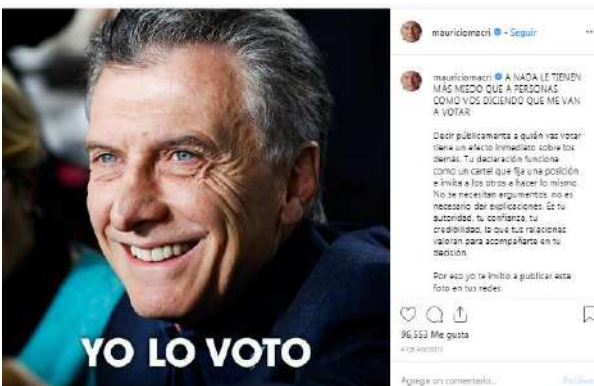 mauriciomacri • Seguir
mauriciomacri A NADA LE TIENEN
MÁS MIEDO QUE A PERSONAS
COMO VOS DICIENDO QUE ME VAN
A VOTAR
Decir públicamente a quién vas votar
tiene un efecto inmediato sobre los
demás. Tu declaración funciona
como un cartel que fija una posición
e invita a los otros a hacer lo mismo.
No se necesitan argumentos, no es
necesario dar explicaciones. Es tu
autoridad, tu confianza, tu
credibilidad, la que tus relaciones
valoran para acompañarte en tu
decisión.
Por eso yo te invito a publicar esta
foto en tus redes.
96,553 Me gusta
4 DE AGOSTO
Agrega un comentario...
Publicar
YO LO VOTO